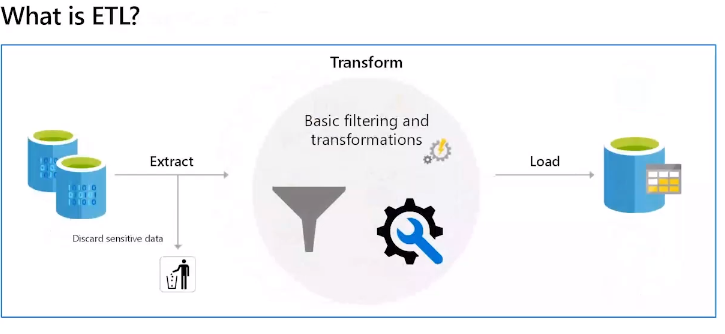 What is ETL?
Transform
Basic filtering and
transformations
Extract
Load
Discard sensitive data